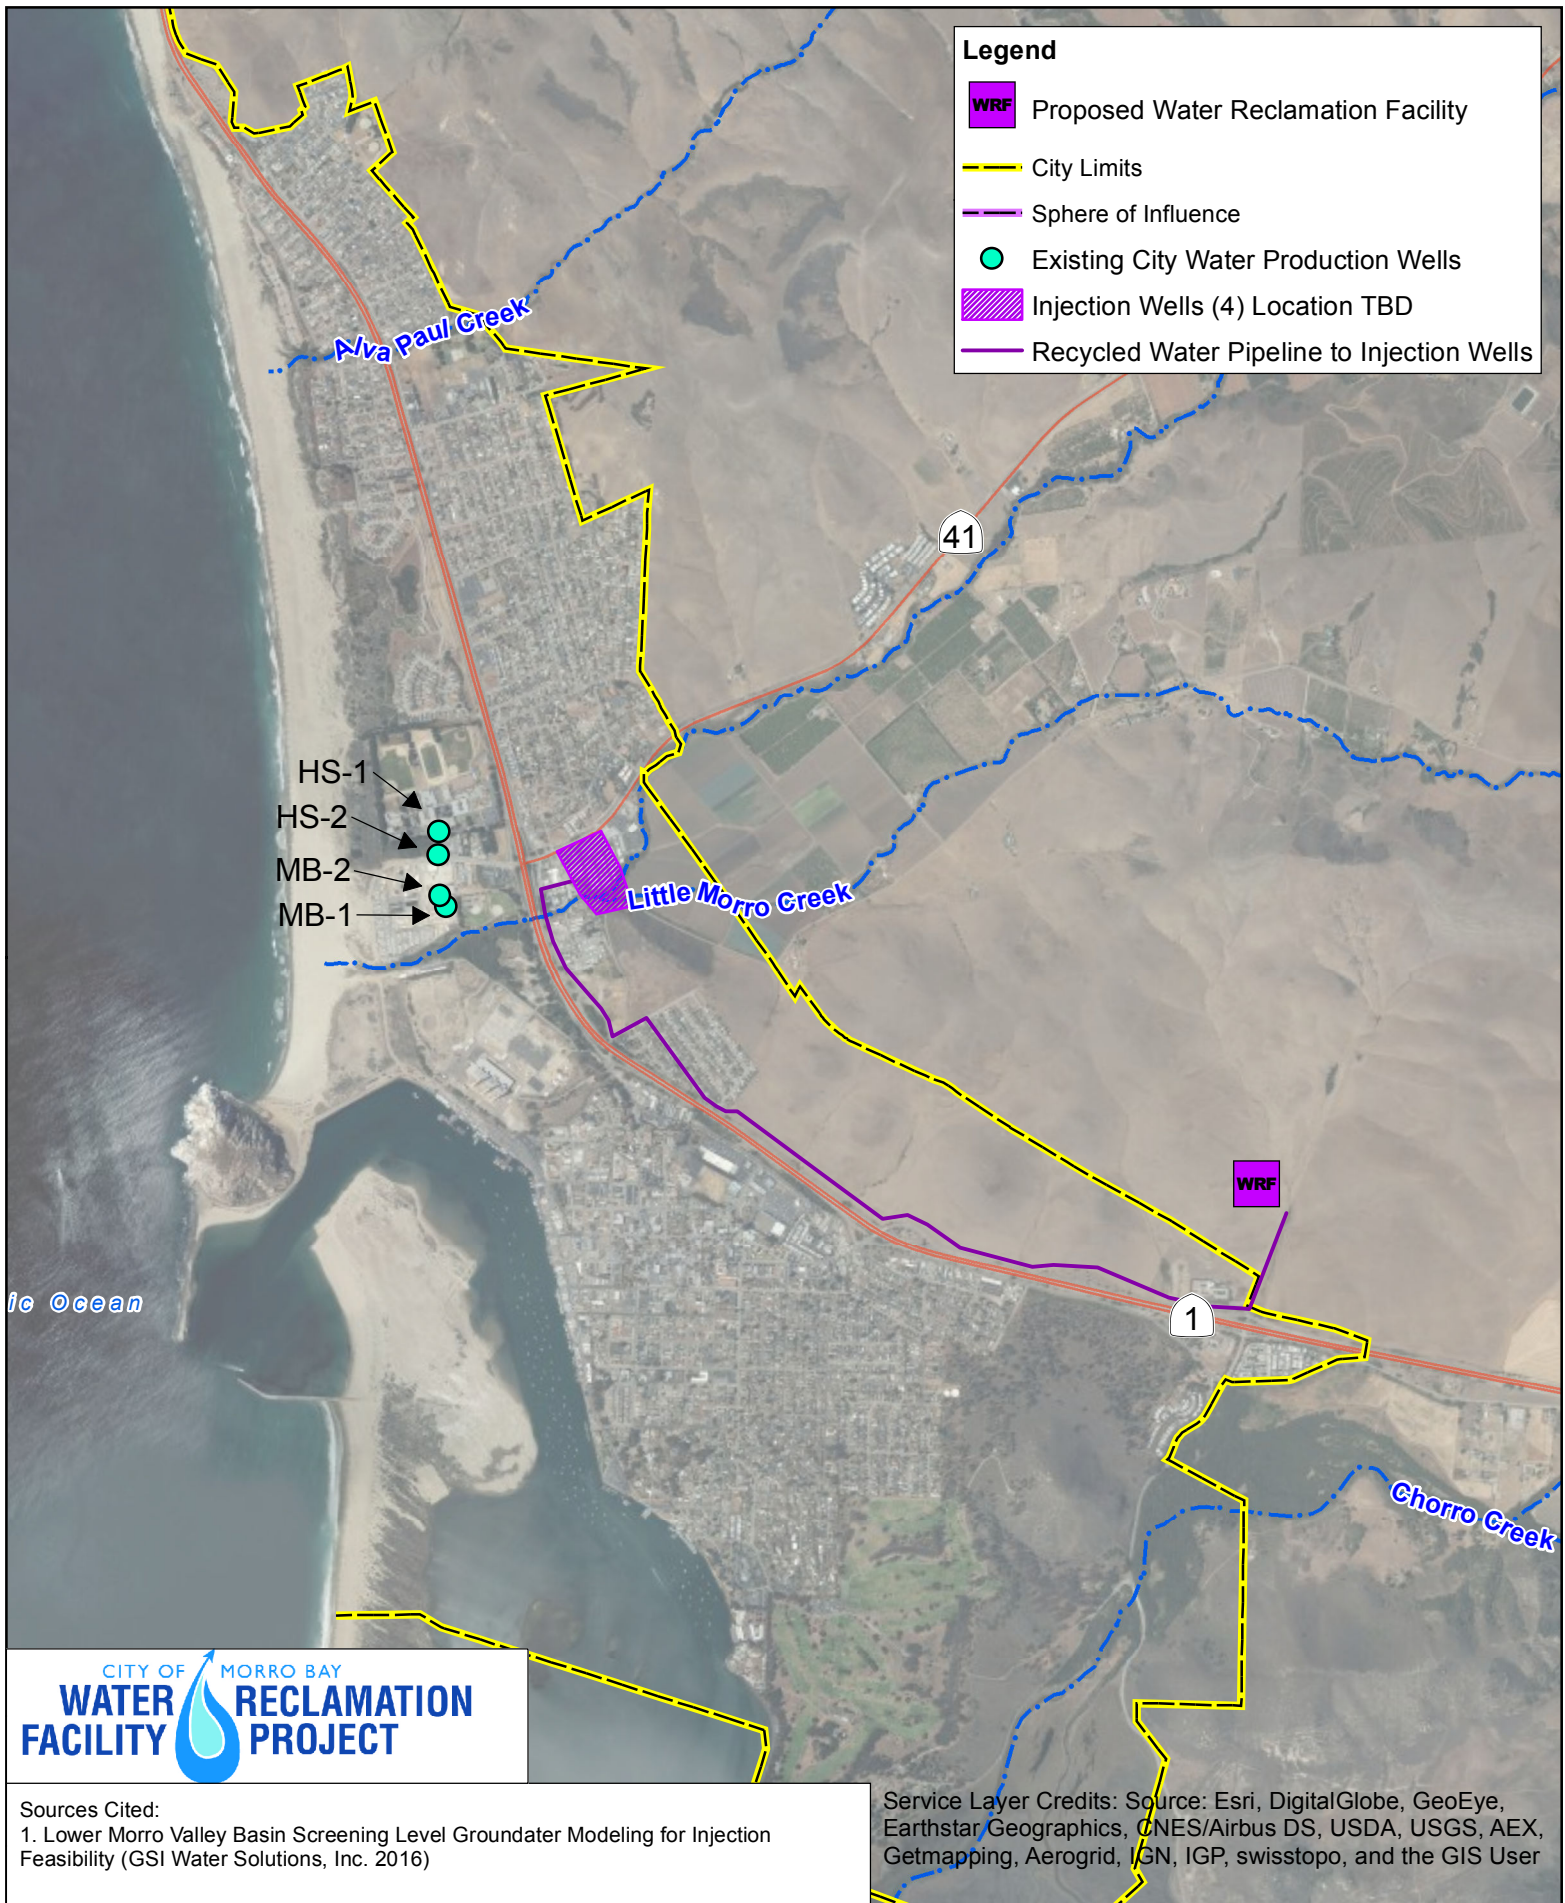 Legend
WRF Proposed Water Reclamation Facility
City Limits
Sphere of Influence
Existing City Water Production Wells
Injection Wells (4) Location TBD
Recycled Water Pipeline to Injection Wells
Alva Paul Creek
41
HS-1
HS-2
MB-2
MB-1
Little Morro Creek
WRF
ic Ocean
1
Chorro Creek
CITY OF MORRO BAY
WATER RECLAMATION
FACILITY PROJECT
Sources Cited:
1. Lower Morro Valley Basin Screening Level Groundater Modeling for Injection
Feasibility (GSI Water Solutions, Inc. 2016)
Service Layer Credits: Source: Esri, DigitalGlobe, GeoEye,
Earthstar Geographics, CNES/Airbus DS, USDA, USGS, AEX,
Getmapping, Aerogrid, IGN, IGP, swisstopo, and the GIS User